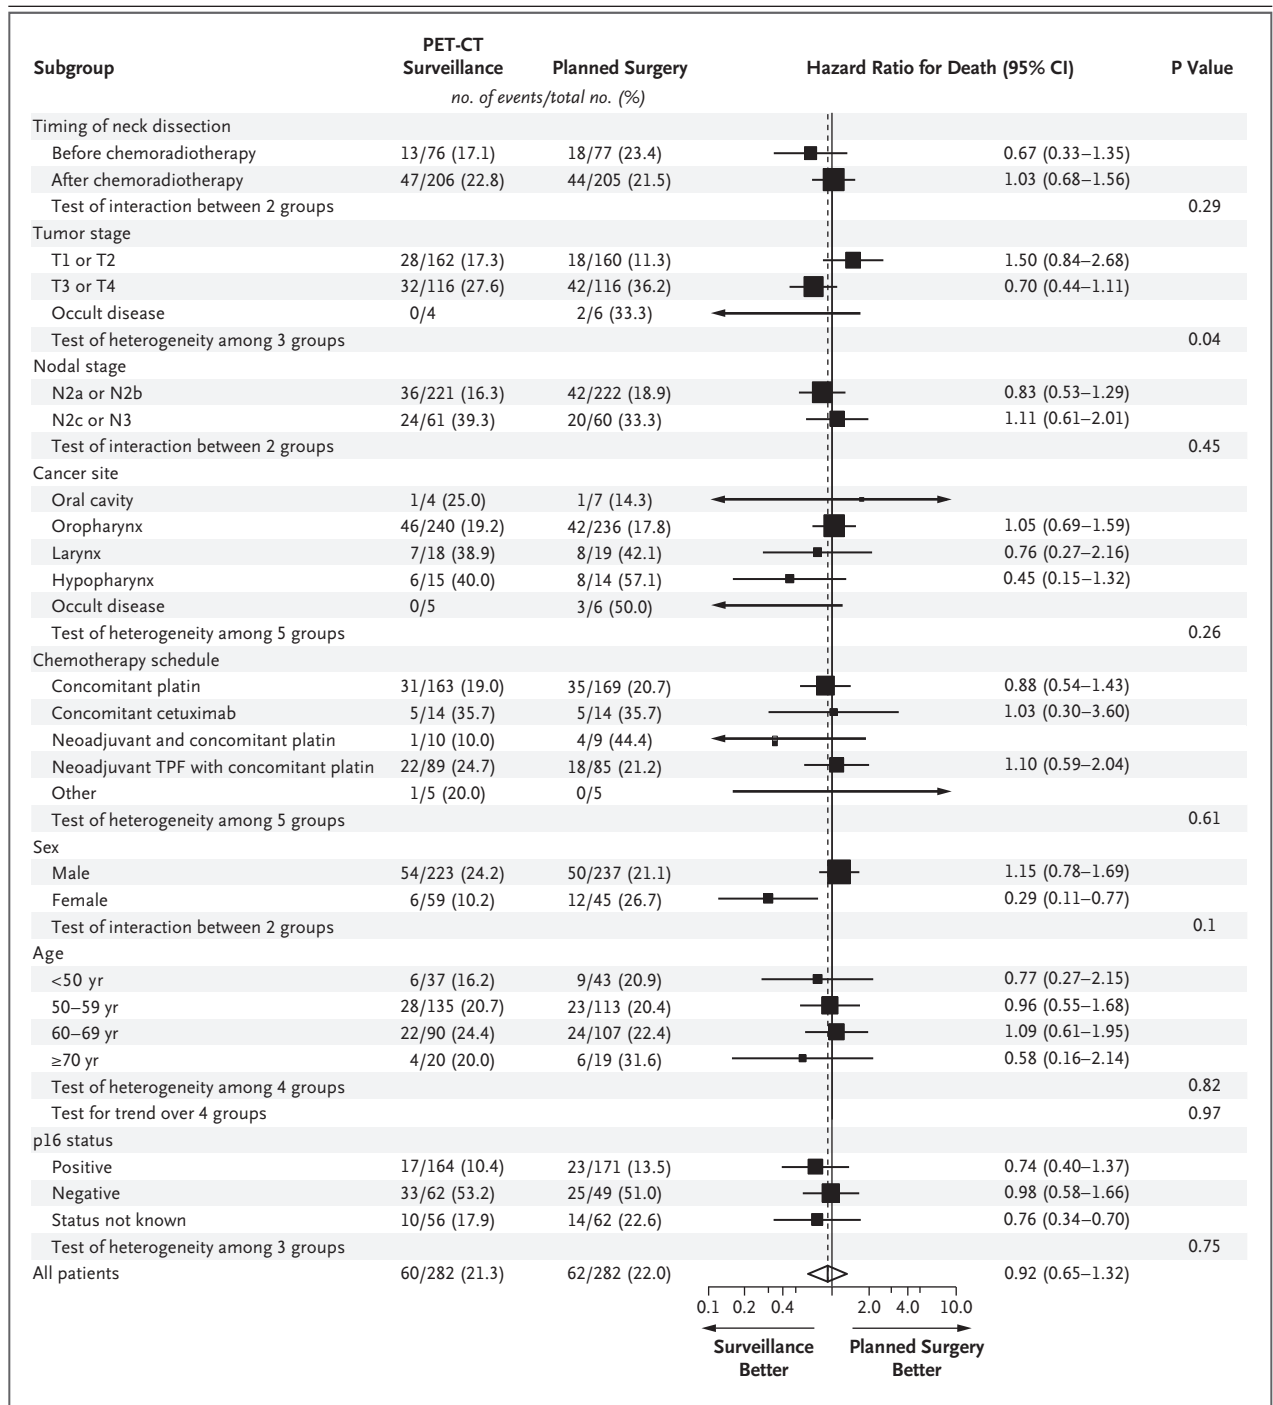 PET-CT
Subgroup Surveillance Planned Surgery Hazard Ratio for Death (95% CI) P Value
no. of events/total no. (%)
Timing of neck dissection
Before chemoradiotherapy 13/76 (17.1) 18/77 (23.4) 0.67 (0.33–1.35)
After chemoradiotherapy 47/206 (22.8) 44/205 (21.5) 1.03 (0.68–1.56)
Test of interaction between 2 groups 0.29
Tumor stage
T1 or T2 28/162 (17.3) 18/160 (11.3) 1.50 (0.84–2.68)
T3 or T4 32/116 (27.6) 42/116 (36.2) 0.70 (0.44–1.11)
Occult disease 0/4 2/6 (33.3)
Test of heterogeneity among 3 groups 0.04
Nodal stage
N2a or N2b 36/221 (16.3) 42/222 (18.9) 0.83 (0.53–1.29)
N2c or N3 24/61 (39.3) 20/60 (33.3) 1.11 (0.61–2.01)
Test of interaction between 2 groups 0.45
Cancer site
Oral cavity 1/4 (25.0) 1/7 (14.3)
Oropharynx 46/240 (19.2) 42/236 (17.8) 1.05 (0.69–1.59)
Larynx 7/18 (38.9) 8/19 (42.1) 0.76 (0.27–2.16)
Hypopharynx 6/15 (40.0) 8/14 (57.1) 0.45 (0.15–1.32)
Occult disease 0/5 3/6 (50.0)
Test of heterogeneity among 5 groups 0.26
Chemotherapy schedule
Concomitant platin 31/163 (19.0) 35/169 (20.7) 0.88 (0.54–1.43)
Concomitant cetuximab 5/14 (35.7) 5/14 (35.7) 1.03 (0.30–3.60)
Neoadjuvant and concomitant platin 1/10 (10.0) 4/9 (44.4)
Neoadjuvant TPF with concomitant platin 22/89 (24.7) 18/85 (21.2) 1.10 (0.59–2.04)
Other 1/5 (20.0) 0/5
Test of heterogeneity among 5 groups 0.61
Sex
Male 54/223 (24.2) 50/237 (21.1) 1.15 (0.78–1.69)
Female 6/59 (10.2) 12/45 (26.7) 0.29 (0.11–0.77)
Test of interaction between 2 groups 0.1
Age
<50 yr 6/37 (16.2) 9/43 (20.9) 0.77 (0.27–2.15)
50–59 yr 28/135 (20.7) 23/113 (20.4) 0.96 (0.55–1.68)
60–69 yr 22/90 (24.4) 24/107 (22.4) 1.09 (0.61–1.95)
≥70 yr 4/20 (20.0) 6/19 (31.6) 0.58 (0.16–2.14)
Test of heterogeneity among 4 groups 0.82
Test for trend over 4 groups 0.97
p16 status
Positive 17/164 (10.4) 23/171 (13.5) 0.74 (0.40–1.37)
Negative 33/62 (53.2) 25/49 (51.0) 0.98 (0.58–1.66)
Status not known 10/56 (17.9) 14/62 (22.6) 0.76 (0.34–0.70)
Test of heterogeneity among 3 groups 0.75
All patients 60/282 (21.3) 62/282 (22.0) 0.92 (0.65–1.32)
0.1 0.2 0.4 2.0 4.0 10.0
Surveillance Planned Surgery
Better Better